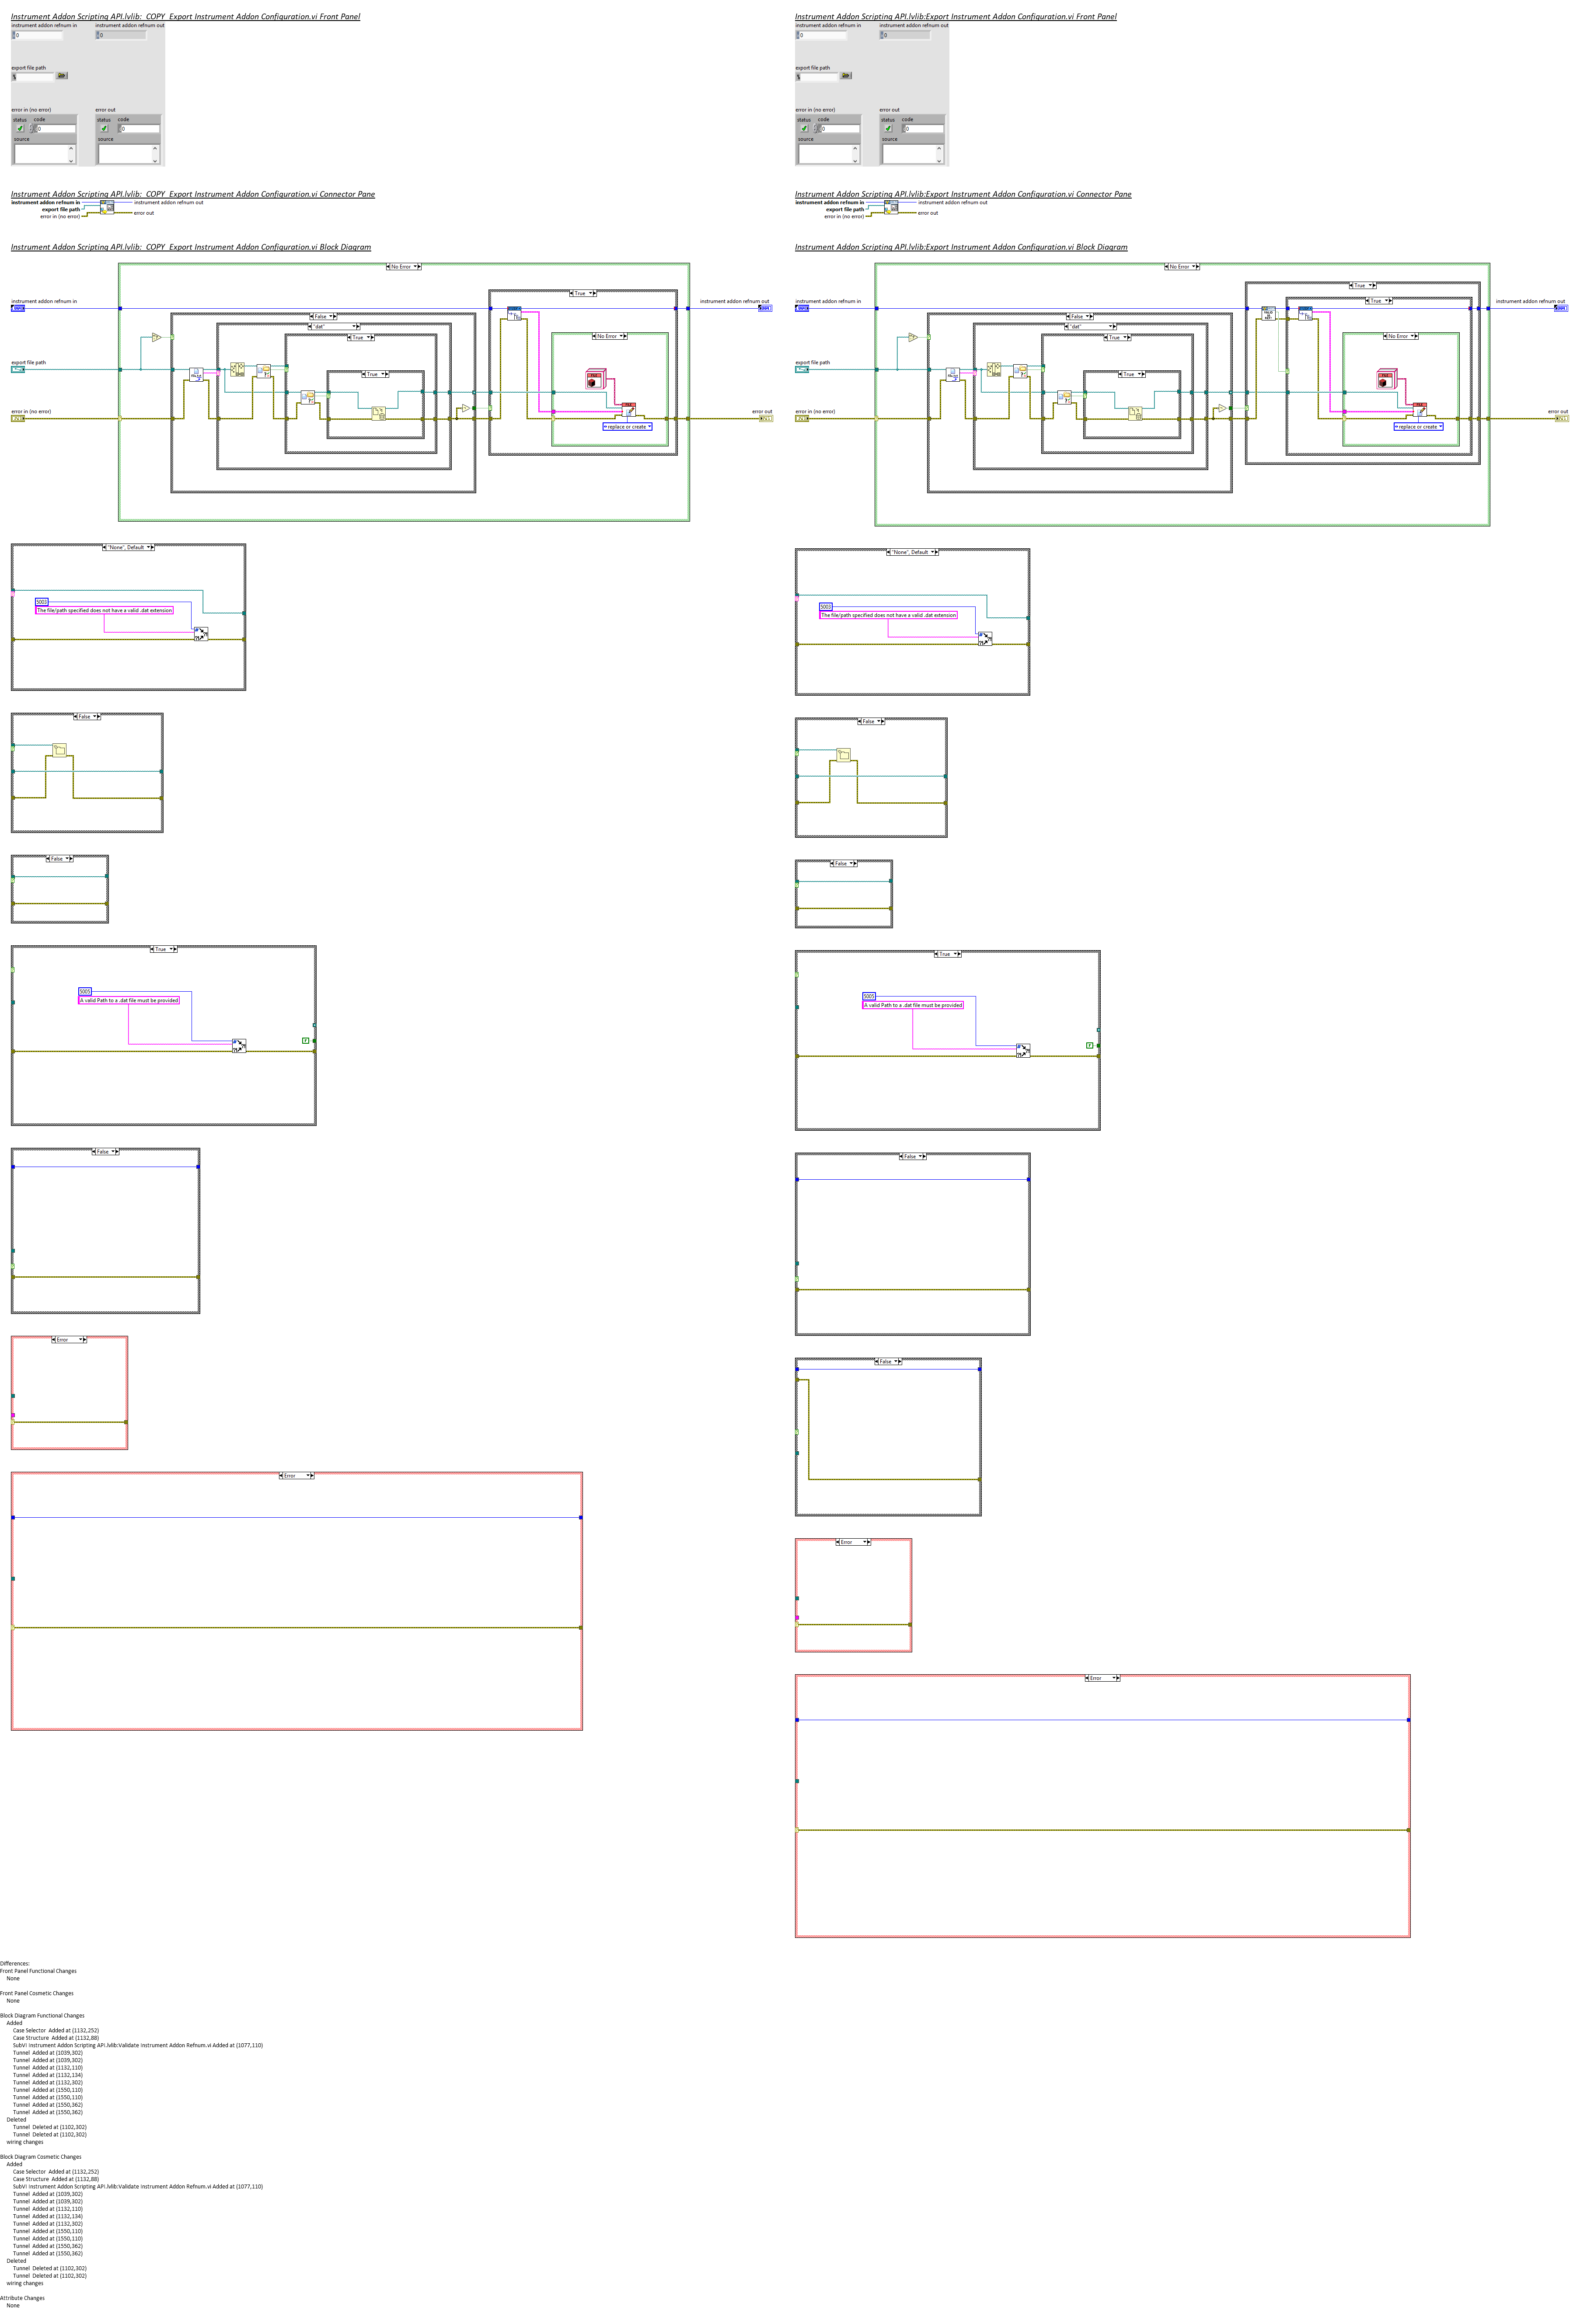 Instrument Addon Scripting API.lvlib:_COPY_Export Instrument Addon Configuration.vi Front Panel
instrument addon refnum in
instrument addon refnum out
0
0
export file path
error in (no error)
error out
status
code
status
code
0
0
source
source
Instrument Addon Scripting API.lvlib:_COPY_Export Instrument Addon Configuration.vi Connector Pane
instrument addon refnum in
instrument addon refnum out
export file path
error in (no error)
error out
Instrument Addon Scripting API.lvlib:_COPY_Export Instrument Addon Configuration.vi Block Diagram
No Error
True
instrument addon refnum in
instrument addon refnum out
False
"dat"
True
No Error
export file path
True
error in (no error)
error out
replace or create
"None", Default
5003
The file/path specified does not have a valid .dat extension
False
False
True
5005
A valid Path to a .dat file must be provided
False
Error
Error
Instrument Addon Scripting API.lvlib:Export Instrument Addon Configuration.vi Front Panel
instrument addon refnum in
instrument addon refnum out
0
0
export file path
error in (no error)
error out
status
code
status
code
0
0
source
source
Instrument Addon Scripting API.lvlib:Export Instrument Addon Configuration.vi Connector Pane
instrument addon refnum in
instrument addon refnum out
export file path
error in (no error)
error out
Instrument Addon Scripting API.lvlib:Export Instrument Addon Configuration.vi Block Diagram
No Error
True
instrument addon refnum in
True
instrument addon refnum out
False
"dat"
True
No Error
export file path
True
error in (no error)
error out
replace or create
"None", Default
5003
The file/path specified does not have a valid .dat extension
False
False
True
5005
A valid Path to a .dat file must be provided
False
False
Error
Error
Differences:
Front Panel Functional Changes
None
Front Panel Cosmetic Changes
None
Block Diagram Functional Changes
Added
Case Selector  Added at (1132,252)
Case Structure  Added at (1132,88)
SubVI Instrument Addon Scripting API.lvlib:Validate Instrument Addon Refnum.vi Added at (1077,110)
Tunnel  Added at (1039,302)
Tunnel  Added at (1039,302)
Tunnel  Added at (1132,110)
Tunnel  Added at (1132,134)
Tunnel  Added at (1132,302)
Tunnel  Added at (1550,110)
Tunnel  Added at (1550,110)
Tunnel  Added at (1550,362)
Tunnel  Added at (1550,362)
Deleted
Tunnel  Deleted at (1102,302)
Tunnel  Deleted at (1102,302)
wiring changes
Block Diagram Cosmetic Changes
Added
Case Selector  Added at (1132,252)
Case Structure  Added at (1132,88)
SubVI Instrument Addon Scripting API.lvlib:Validate Instrument Addon Refnum.vi Added at (1077,110)
Tunnel  Added at (1039,302)
Tunnel  Added at (1039,302)
Tunnel  Added at (1132,110)
Tunnel  Added at (1132,134)
Tunnel  Added at (1132,302)
Tunnel  Added at (1550,110)
Tunnel  Added at (1550,110)
Tunnel  Added at (1550,362)
Tunnel  Added at (1550,362)
Deleted
Tunnel  Deleted at (1102,302)
Tunnel  Deleted at (1102,302)
wiring changes
Attribute Changes
None